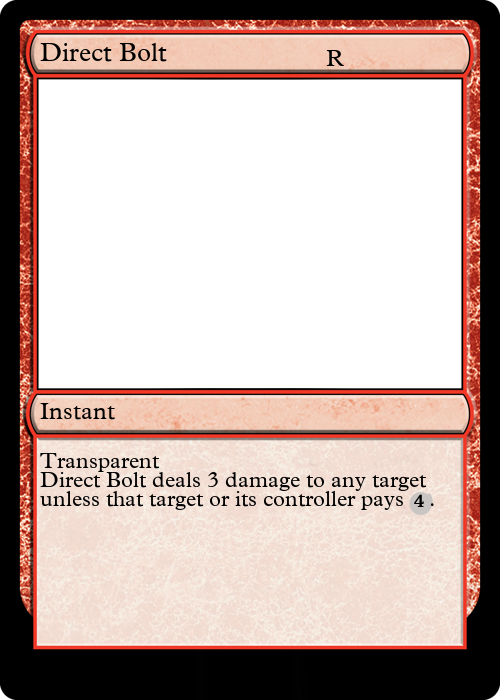 Direct Bolt R
Instant
Transparent
Direct Bolt deals 3 damage to any target
unless that target or its controller pays 4.